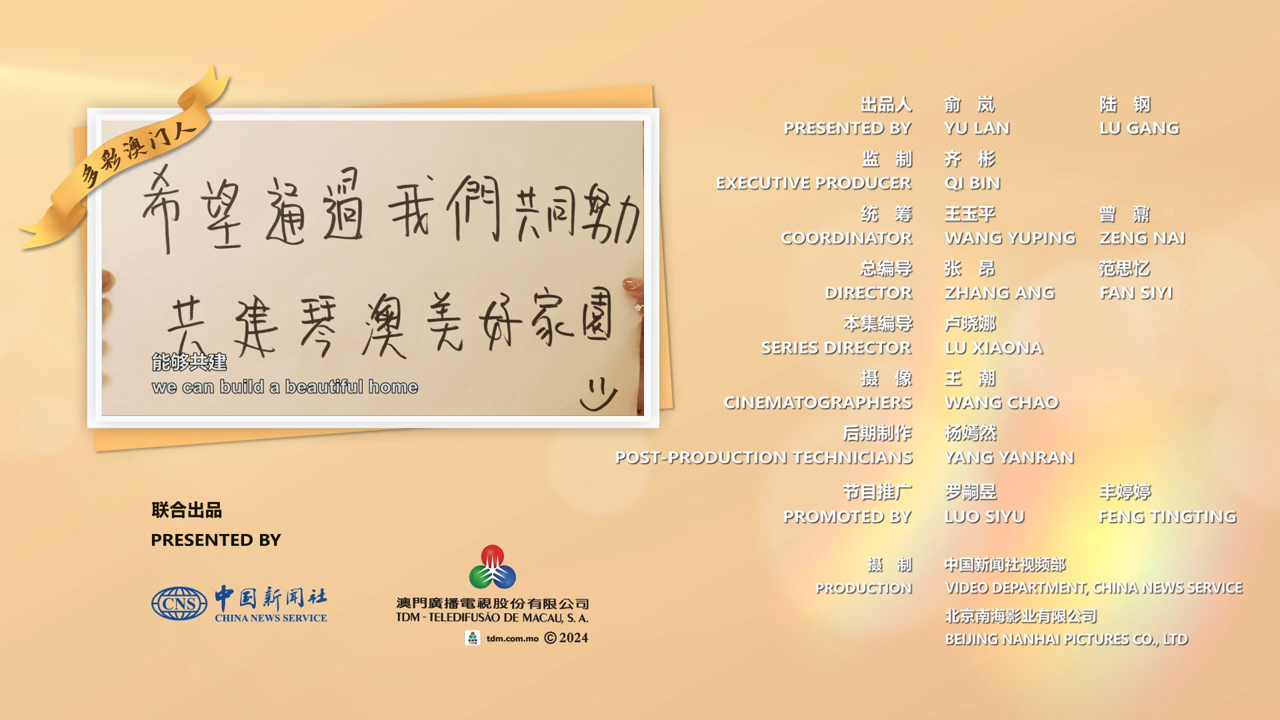 多彩澳门人
希望通過我們共同努力
共建琴澳美好家園
能够共建
we can build a beautiful home
联合出品
PRESENTED BY
CNS 中国新闻社
CHINA NEWS SERVICE
澳門廣播電視股份有限公司
TDM - TELEDIFUSÃO DE MACAU, S. A.
tdm.com.mo © 2024
出品人 俞岚 陆钢
PRESENTED BY YU LAN LU GANG
监制 齐彬
EXECUTIVE PRODUCER QI BIN
统筹 王玉平 曾鼐
COORDINATOR WANG YUPING ZENG NAI
总编导 张昂 范思忆
DIRECTOR ZHANG ANG FAN SIYI
本集编导 卢晓娜
SERIES DIRECTOR LU XIAONA
摄像 王潮
CINEMATOGRAPHERS WANG CHAO
后期制作 杨嫣然
POST-PRODUCTION TECHNICIANS YANG YANRAN
节目推广 罗嗣昱 丰婷婷
PROMOTED BY LUO SIYU FENG TINGTING
摄制 中国新闻社视频部
PRODUCTION VIDEO DEPARTMENT, CHINA NEWS SERVICE
北京南海影业有限公司
BEIJING NANHAI PICTURES CO., LTD